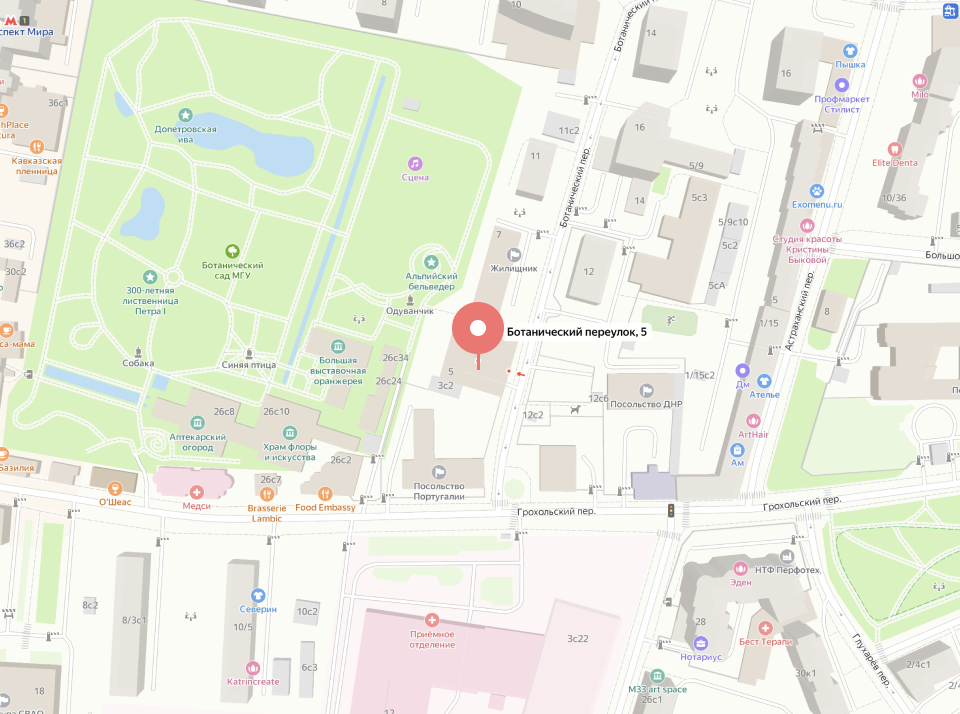 1
спект Мира
8
10
Ботанический пер.
14
Пышка
16
Профмаркет
Стилист
Milo
36с1
Допетровская
ива
Кавказская
пленница
Сцена
11с2
11
16
Elite Denta
5/9
14
5с3
Exomenu.ru
10/36
Ботанический пер.
5/9с10
5с2
Студия красоты
Кристины
Быковой
36с2
7
Жилищник
12
Большо
30с2
Ботанический
сад МГУ
Альпийский
бельведер
300-летняя
лиственница
Петра I
Одуванчик
5сА
5
1/15
8
Астраханский пер.
са-мама
Ботанический переулок, 5
Собака
Синяя птица
Большая
выставочная
оранжерея
26с34
26с24
5
3с2
1/15с2
Дм
Ателье
12с6
Посольство ДНР
26с8
26с10
12с2
Аптекарский
огород
Храм флоры
и искусства
ArtHair
Ам
базилия
26с2
26с7
О'Шеас
Медси
Brasserie
Lambic
Food Embassy
Посольство
Португалии
Грохольский пер.
Грохольский пер.
НТФ Перфотех,
Эден
8с2
8/3с1
Северин
10/5
10с2
Приёмное
отделение
3с22
28
Нотариус
Бест Терапи
6с3
Katrincreate
М33 art space
26с1
30к1
Глухарёв пер.
2/4с1
2/4
18
12